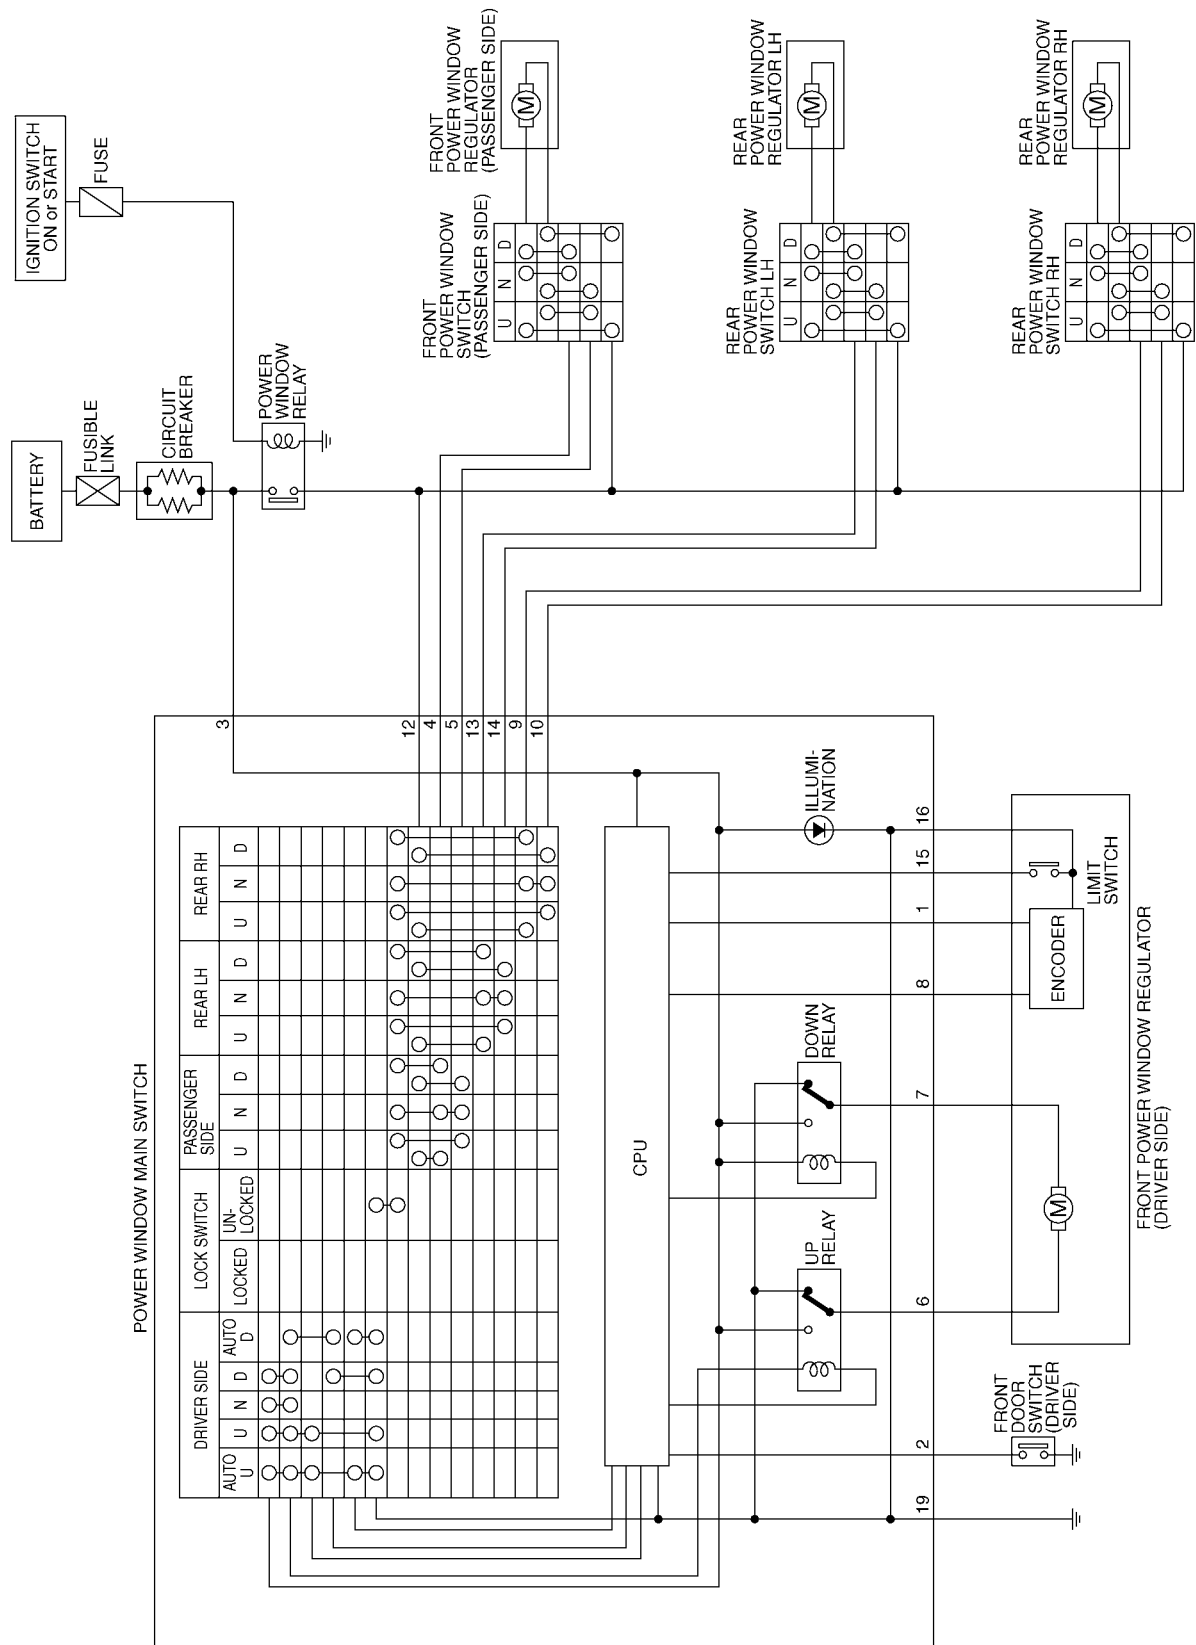 BATTERY
FUSIBLE
LINK
CIRCUIT
BREAKER
IGNITION SWITCH
ON or START
FUSE
POWER
WINDOW
RELAY
FRONT
POWER WINDOW
SWITCH
(PASSENGER SIDE)
U N D
FRONT
POWER WINDOW
REGULATOR
(PASSENGER SIDE)
M
REAR
POWER WINDOW
SWITCH LH
U N D
REAR
POWER WINDOW
REGULATOR LH
M
REAR
POWER WINDOW
SWITCH RH
U N D
REAR
POWER WINDOW
REGULATOR RH
M
3
12
4
5
13
14
9
10
POWER WINDOW MAIN SWITCH
DRIVER SIDE
LOCK SWITCH
PASSENGER
SIDE
REAR LH
REAR RH
AUTO
U
U
N
D
AUTO
D
LOCKED
UN-
LOCKED
U
N
D
U
N
D
U
N
D
CPU
UP
RELAY
DOWN
RELAY
ILLUMI-
NATION
19
2
6
7
8
1
15
16
FRONT
DOOR
SWITCH
(DRIVER
SIDE)
M
ENCODER
LIMIT
SWITCH
FRONT POWER WINDOW REGULATOR
(DRIVER SIDE)